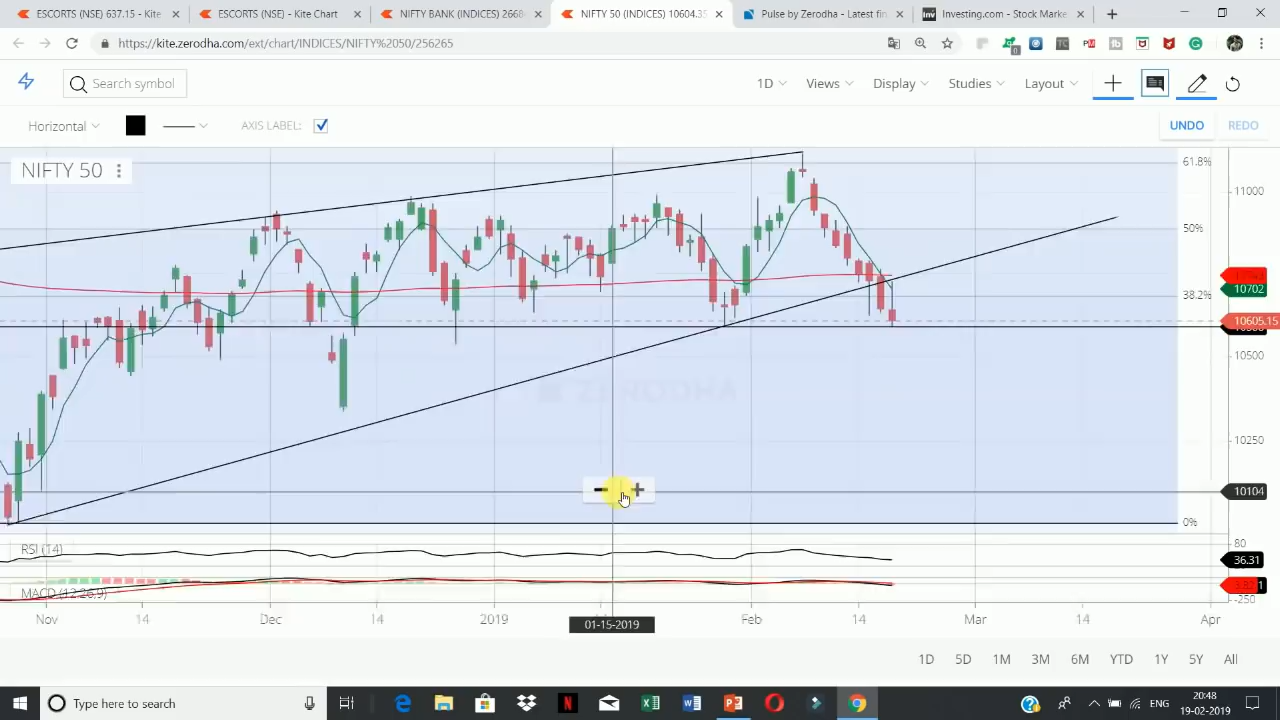 ESCORTS (NSE) 637.15 - Kite
ESCORTS (NSE) - Kite Chart
NIFTY BANK (INDICES) 2668
NIFTY 50 (INDICES) 10604.35
Pulse by Zerodha - Latest fin
Investing.com - Stock Marke
https://kite.zerodha.com/ext/chart/INDICES/NIFTY%2050/256265
Search symbol
1D
Views
Display
Studies
Layout
Horizontal
AXIS LABEL:
UNDO
REDO
NIFTY 50
61.8%
11000
50%
38.2%
10702
10605.15
10500
ZERODHA
10250
10104
0%
RSI (14)
80
36.31
MACD (12,26,9)
-250
Nov
14
Dec
14
2019
01-15-2019
Feb
14
Mar
14
Apr
1D
5D
1M
3M
6M
YTD
1Y
5Y
All
Type here to search
ENG
20:48
19-02-2019